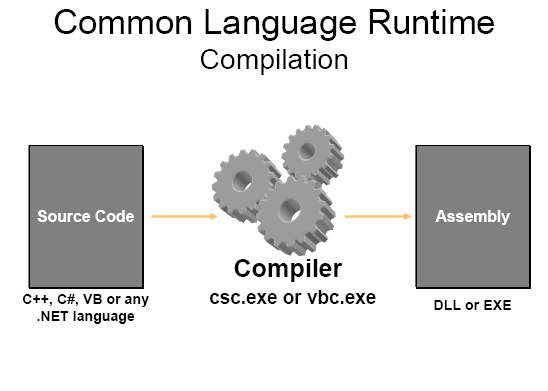 Common Language Runtime
Compilation
Source Code
Assembly
Compiler
csc.exe or vbc.exe
C++, C#, VB or any
.NET language
DLL or EXE